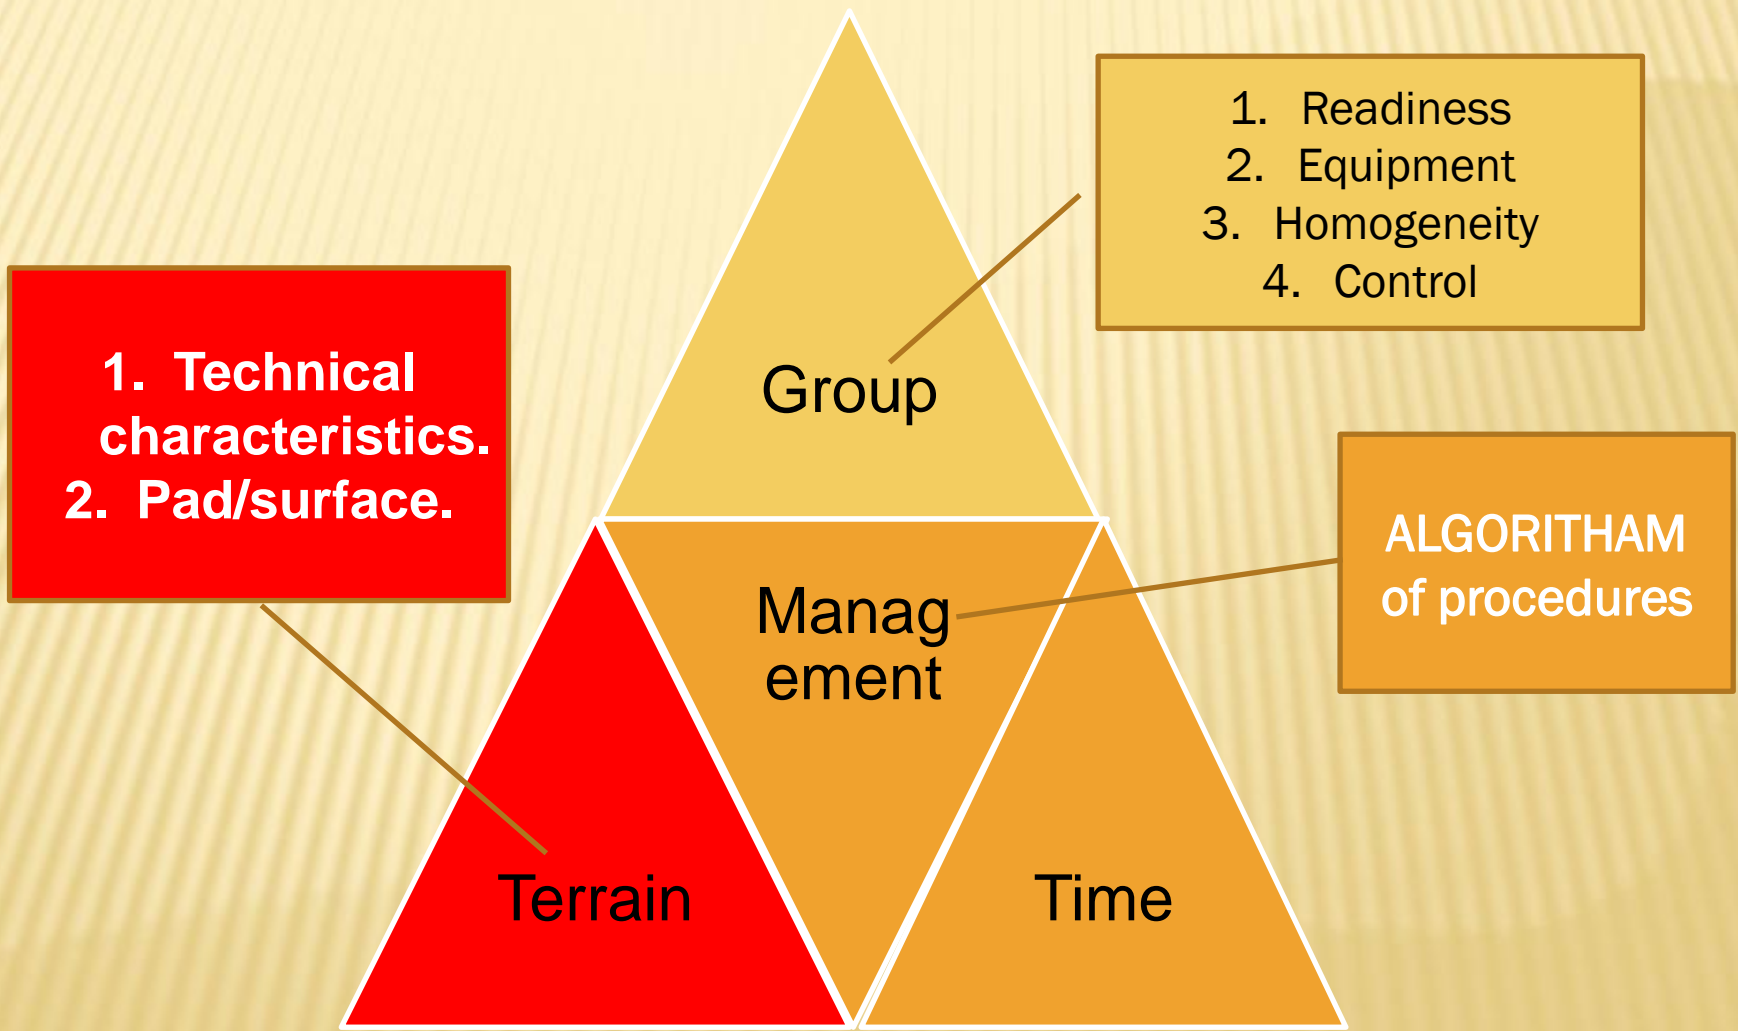 1. Readiness
2. Equipment
3. Homogeneity
4. Control
1. Technical
characteristics.
2. Pad/surface.
Group
ALGORITHAM
of procedures
Manag
ement
Terrain
Time